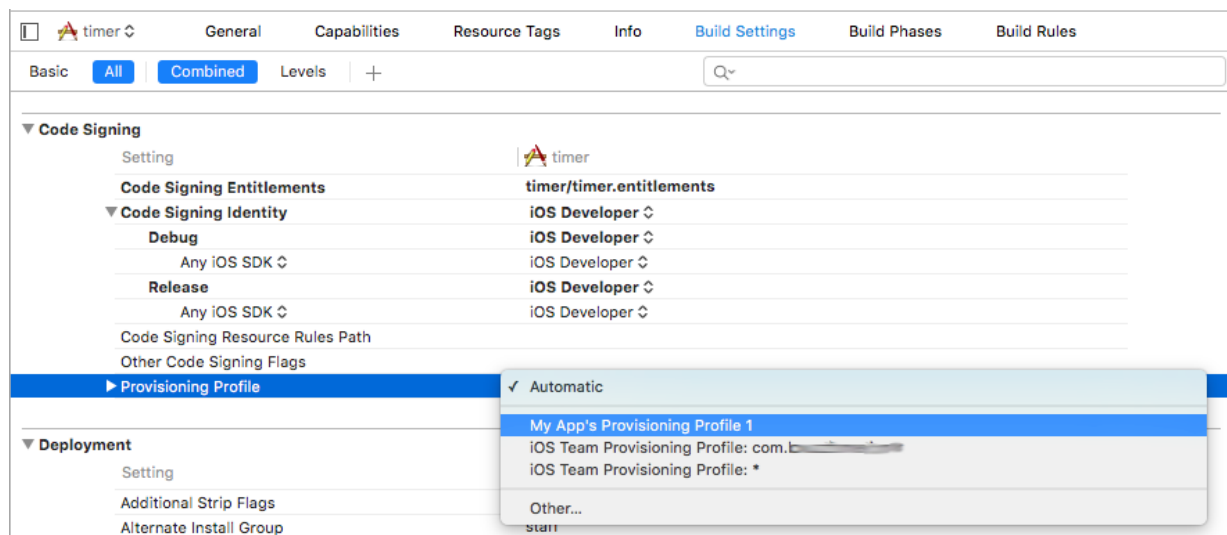 timer General Capabilities Resource Tags Info Build Settings Build Phases Build Rules
Basic All Combined Levels +
Code Signing
Setting timer
Code Signing Entitlements timer/timer.entitlements
Code Signing Identity iOS Developer
Debug iOS Developer
Any iOS SDK iOS Developer
Release iOS Developer
Any iOS SDK iOS Developer
Code Signing Resource Rules Path
Other Code Signing Flags
Provisioning Profile ✓ Automatic
My App's Provisioning Profile 1
Deployment iOS Team Provisioning Profile: com.
Setting iOS Team Provisioning Profile: *
Additional Strip Flags Other...
Alternate Install Group staff